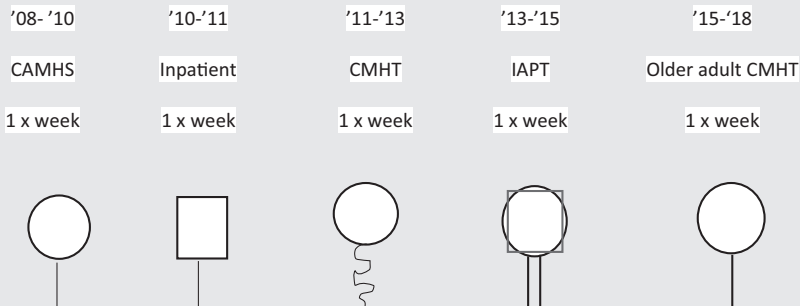 ’08- ’10 ’10-’11 ’11-’13 ’13-’15 ’15-‘18
CAMHS Inpatient CMHT IAPT Older adult CMHT
1 x week 1 x week 1 x week 1 x week 1 x week